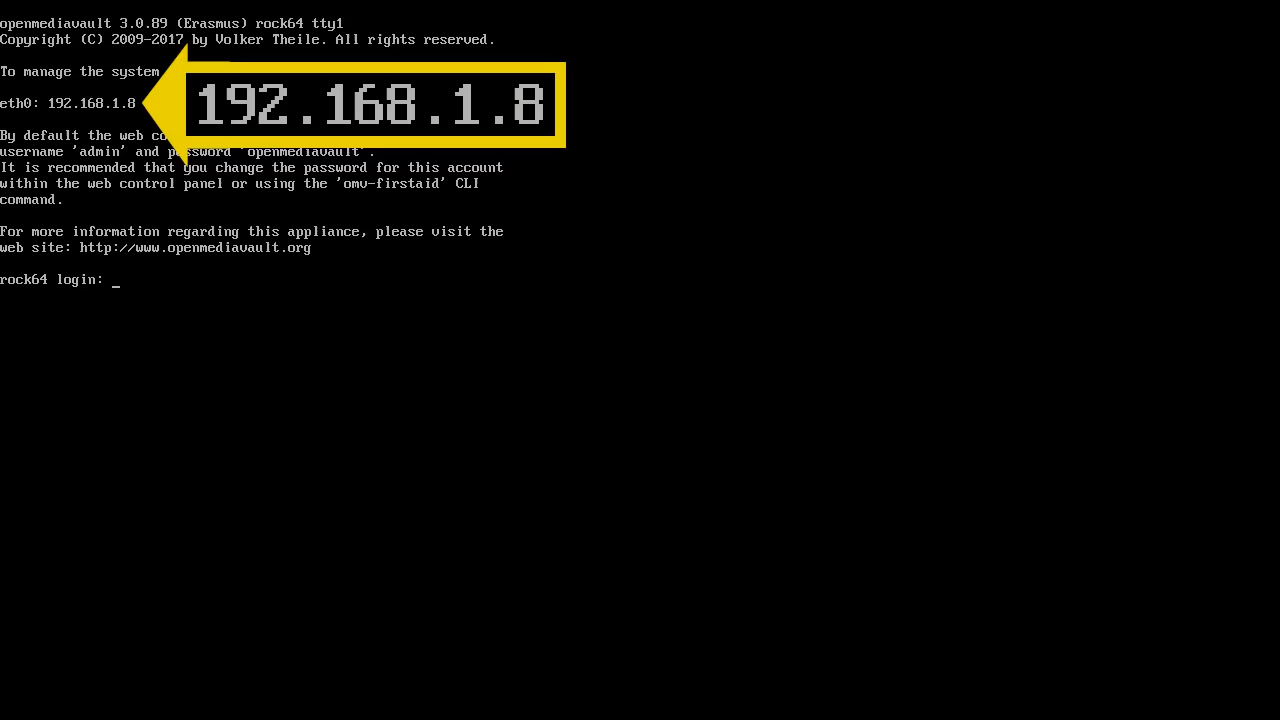 openmediavault 3.0.89 (Erasmus) rock64 tty1
Copyright (C) 2009-2017 by Volker Theile. All rights reserved.
To manage the system
eth0: 192.168.1.8
192.168.1.8
By default the web
username 'admin' and password 'openmediavault'.
It is recommended that you change the password for this account
within the web control panel or using the 'omv-firstaid' CLI
command.
For more information regarding this appliance, please visit the
web site: http://www.openmediavault.org
rock64 login: _